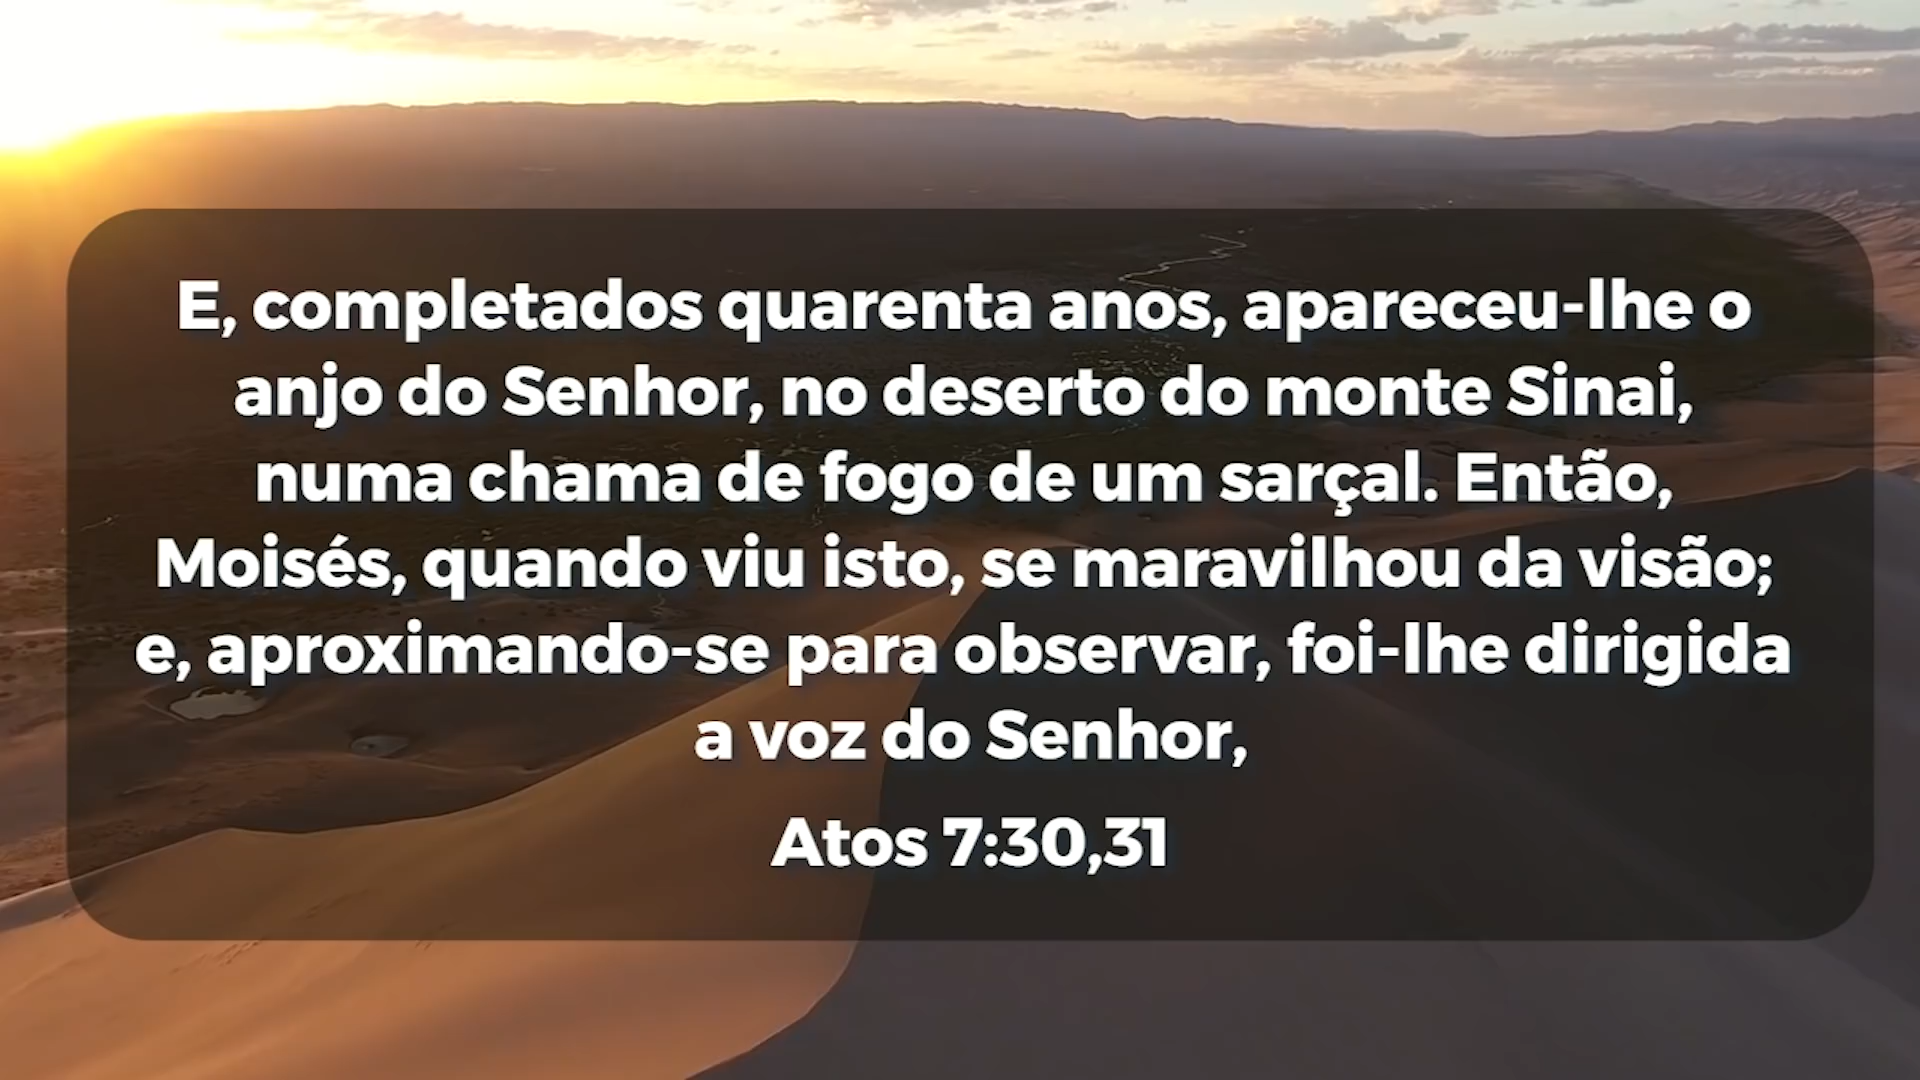 E, completados quarenta anos, apareceu-lhe o
anjo do Senhor, no deserto do monte Sinai,
numa chama de fogo de um sarçal. Então,
Moisés, quando viu isto, se maravilhou da visão;
e, aproximando-se para observar, foi-lhe dirigida
a voz do Senhor,
Atos 7:30,31